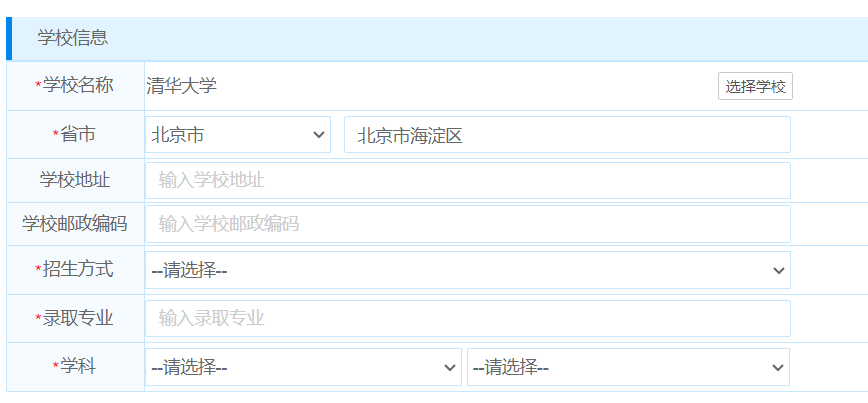 学校信息
*学校名称 清华大学 选择学校
*省市 北京市 北京市海淀区
学校地址 输入学校地址
学校邮政编码 输入学校邮政编码
*招生方式 --请选择--
*录取专业 输入录取专业
*学科 --请选择-- --请选择--